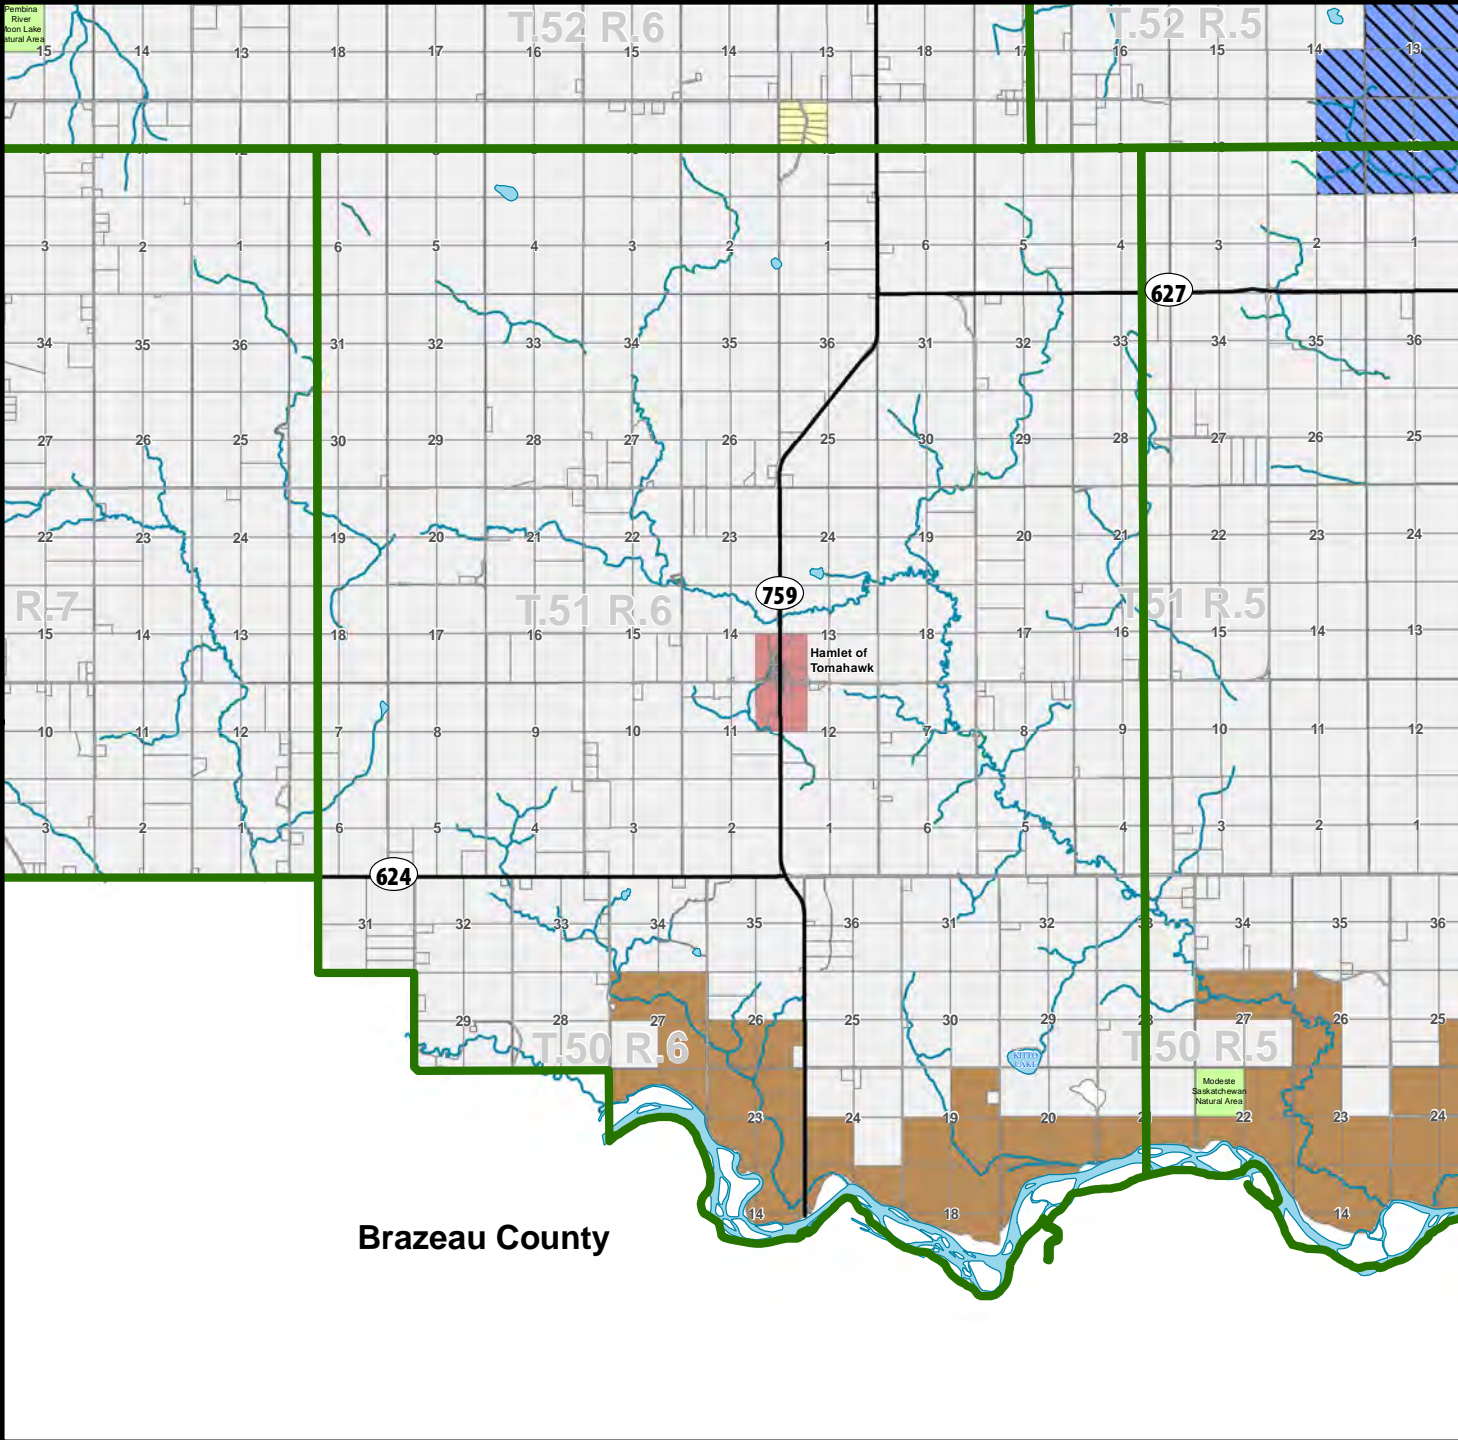 Pembina
River
Moon Lake
Natural Area
T.52 R.6
T.52 R.5
15 14 13 18 17 16 15 14 13 18 17 16 15 14 13
3 2 1 6 5 4 3 2 1 6 5 4 3 2 1
627
34 35 36 31 32 33 34 35 36 31 32 33 34 35 36
27 26 25 30 29 28 27 26 25 30 29 28 27 26 25
22 23 24 19 20 21 22 23 24 19 20 21 22 23 24
759
R.7
T.51 R.6
T.51 R.5
15 14 13 18 17 16 15 14 13 18 17 16 15 14 13
Hamlet of
Tomahawk
10 11 12 7 8 9 10 11 12 7 8 9 10 11 12
3 2 1 6 5 4 3 2 1 6 5 4 3 2 1
624
31 32 33 34 35 36 31 32 33 34 35 36
29 28 27 26 25 30 29 28 27 26 25
T.50 R.6
T.50 R.5
KITTO
LAKE
Modeste
Saskatchewan
Natural Area
23 24 19 20 21 22 23 24
14 18 14
Brazeau County